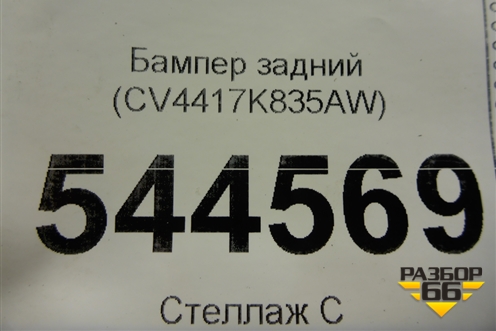 Бампер задний
(CV4417K835AW)
544569
Стеллаж С
РАЗБОР
66